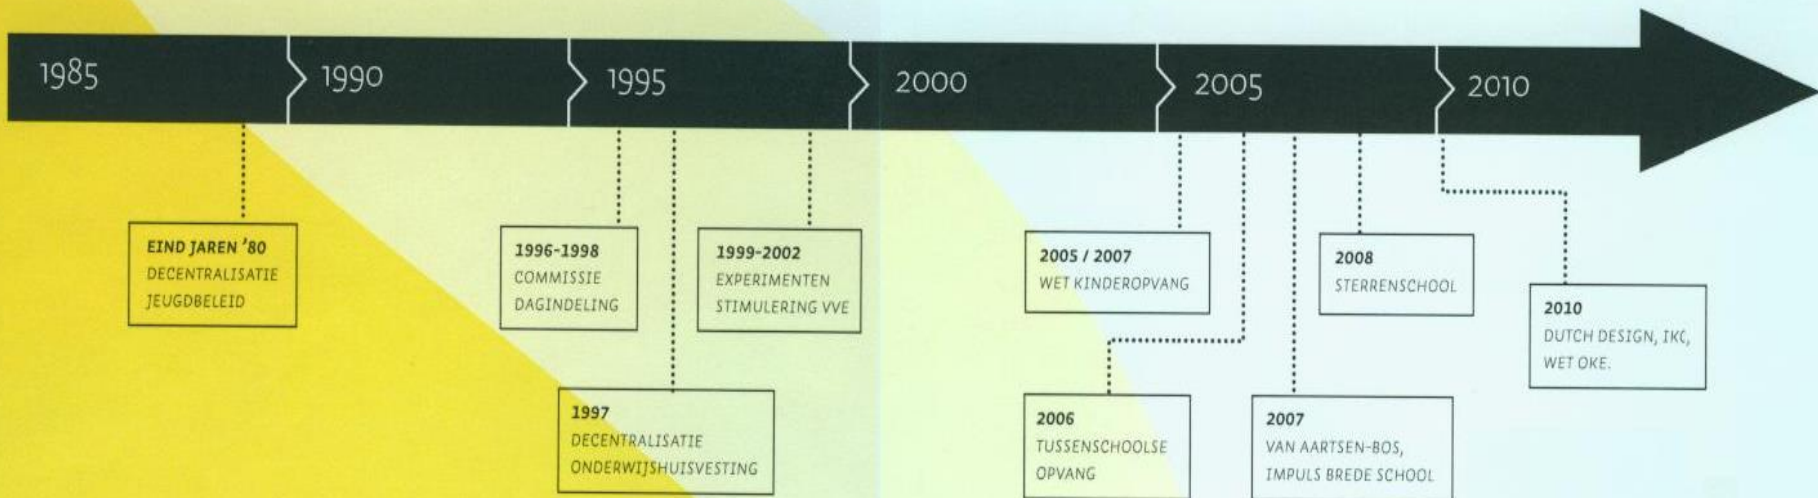 1985
1990
1995
2000
2005
2010
EIND JAREN '80
DECENTRALISATIE
JEUGDBELEID
1996-1998
COMMISSIE
DAGINDELING
1997
DECENTRALISATIE
ONDERWIJSHUISVESTING
1999-2002
EXPERIMENTEN
STIMULERING VVE
2005 / 2007
WET KINDEROPVANG
2006
TUSSENSCHOOLSE
OPVANG
2007
VAN AARTSEN-BOS,
IMPULS BREDE SCHOOL
2008
STERRENSCHOOL
2010
DUTCH DESIGN, IKC,
WET OKE.